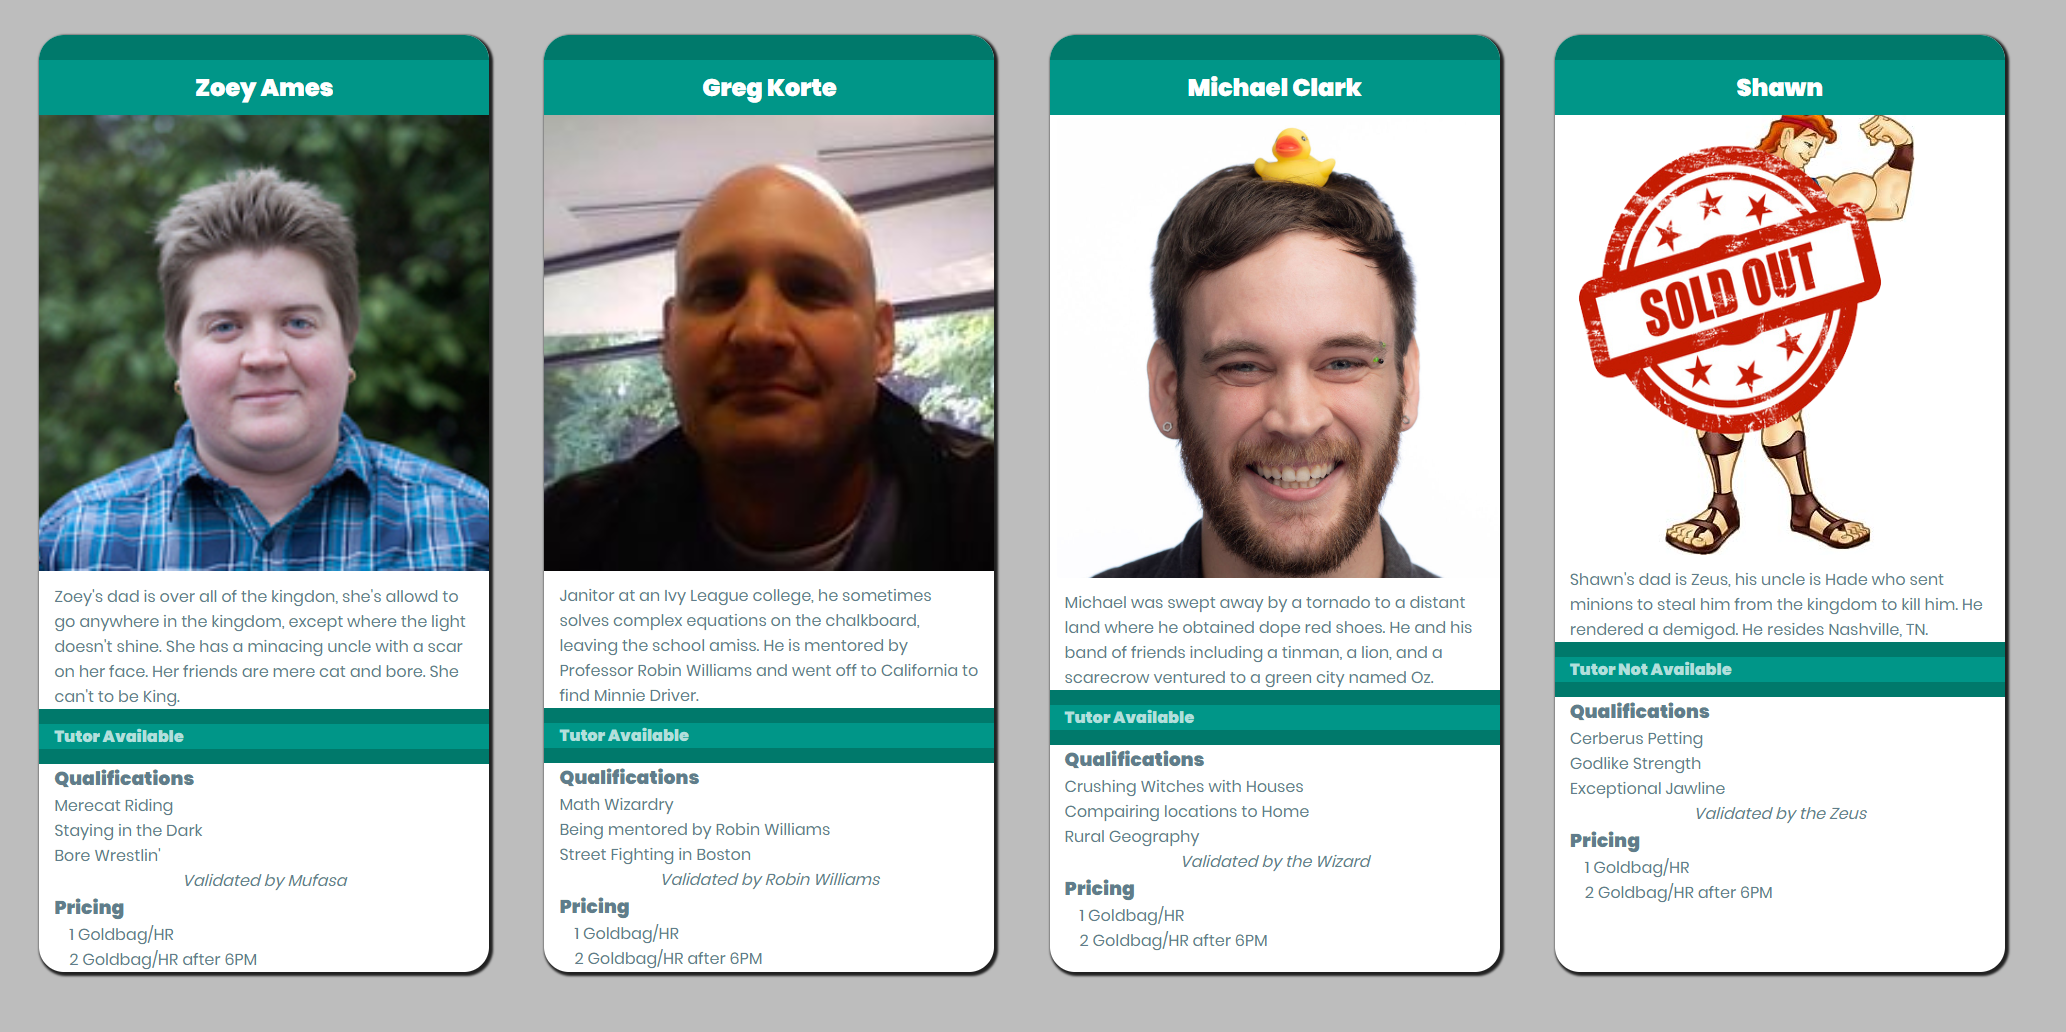 Zoey Ames
Zoey's dad is over all of the kingdon, she's allowd to
go anywhere in the kingdom, except where the light
doesn't shine. She has a minacing uncle with a scar
on her face. Her friends are mere cat and bore. She
can't to be King.
Tutor Available
Qualifications
Merecat Riding
Staying in the Dark
Bore Wrestlin'
Validated by Mufasa
Pricing
1 Goldbag/HR
2 Goldbag/HR after 6PM
Greg Korte
Janitor at an Ivy League college, he sometimes
solves complex equations on the chalkboard,
leaving the school amiss. He is mentored by
Professor Robin Williams and went off to California to
find Minnie Driver.
Tutor Available
Qualifications
Math Wizardry
Being mentored by Robin Williams
Street Fighting in Boston
Validated by Robin Williams
Pricing
1 Goldbag/HR
2 Goldbag/HR after 6PM
Michael Clark
Michael was swept away by a tornado to a distant
land where he obtained dope red shoes. He and his
band of friends including a tinman, a lion, and a
scarecrow ventured to a green city named Oz.
Tutor Available
Qualifications
Crushing Witches with Houses
Compairing locations to Home
Rural Geography
Validated by the Wizard
Pricing
1 Goldbag/HR
2 Goldbag/HR after 6PM
Shawn
SOLD OUT
Shawn's dad is Zeus, his uncle is Hade who sent
minions to steal him from the kingdom to kill him. He
rendered a demigod. He resides Nashville, TN.
Tutor Not Available
Qualifications
Cerberus Petting
Godlike Strength
Exceptional Jawline
Validated by the Zeus
Pricing
1 Goldbag/HR
2 Goldbag/HR after 6PM